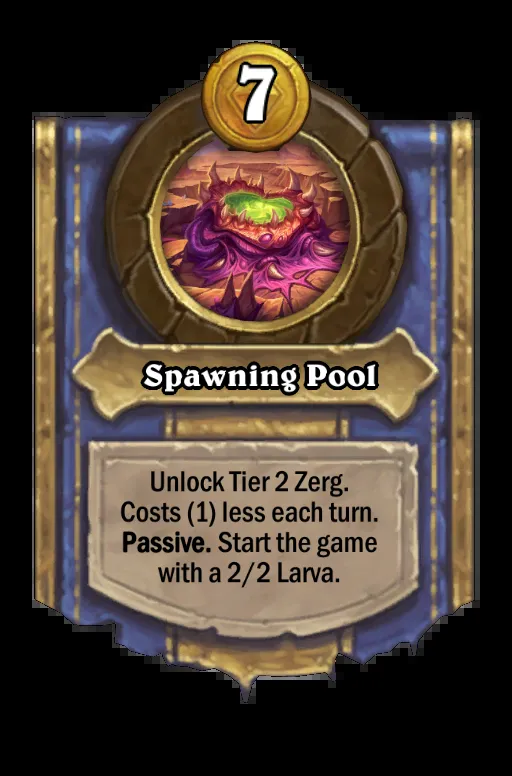 7
Spawning Pool
Unlock Tier 2 Zerg.
Costs (1) less each turn.
Passive. Start the game
with a 2/2 Larva.